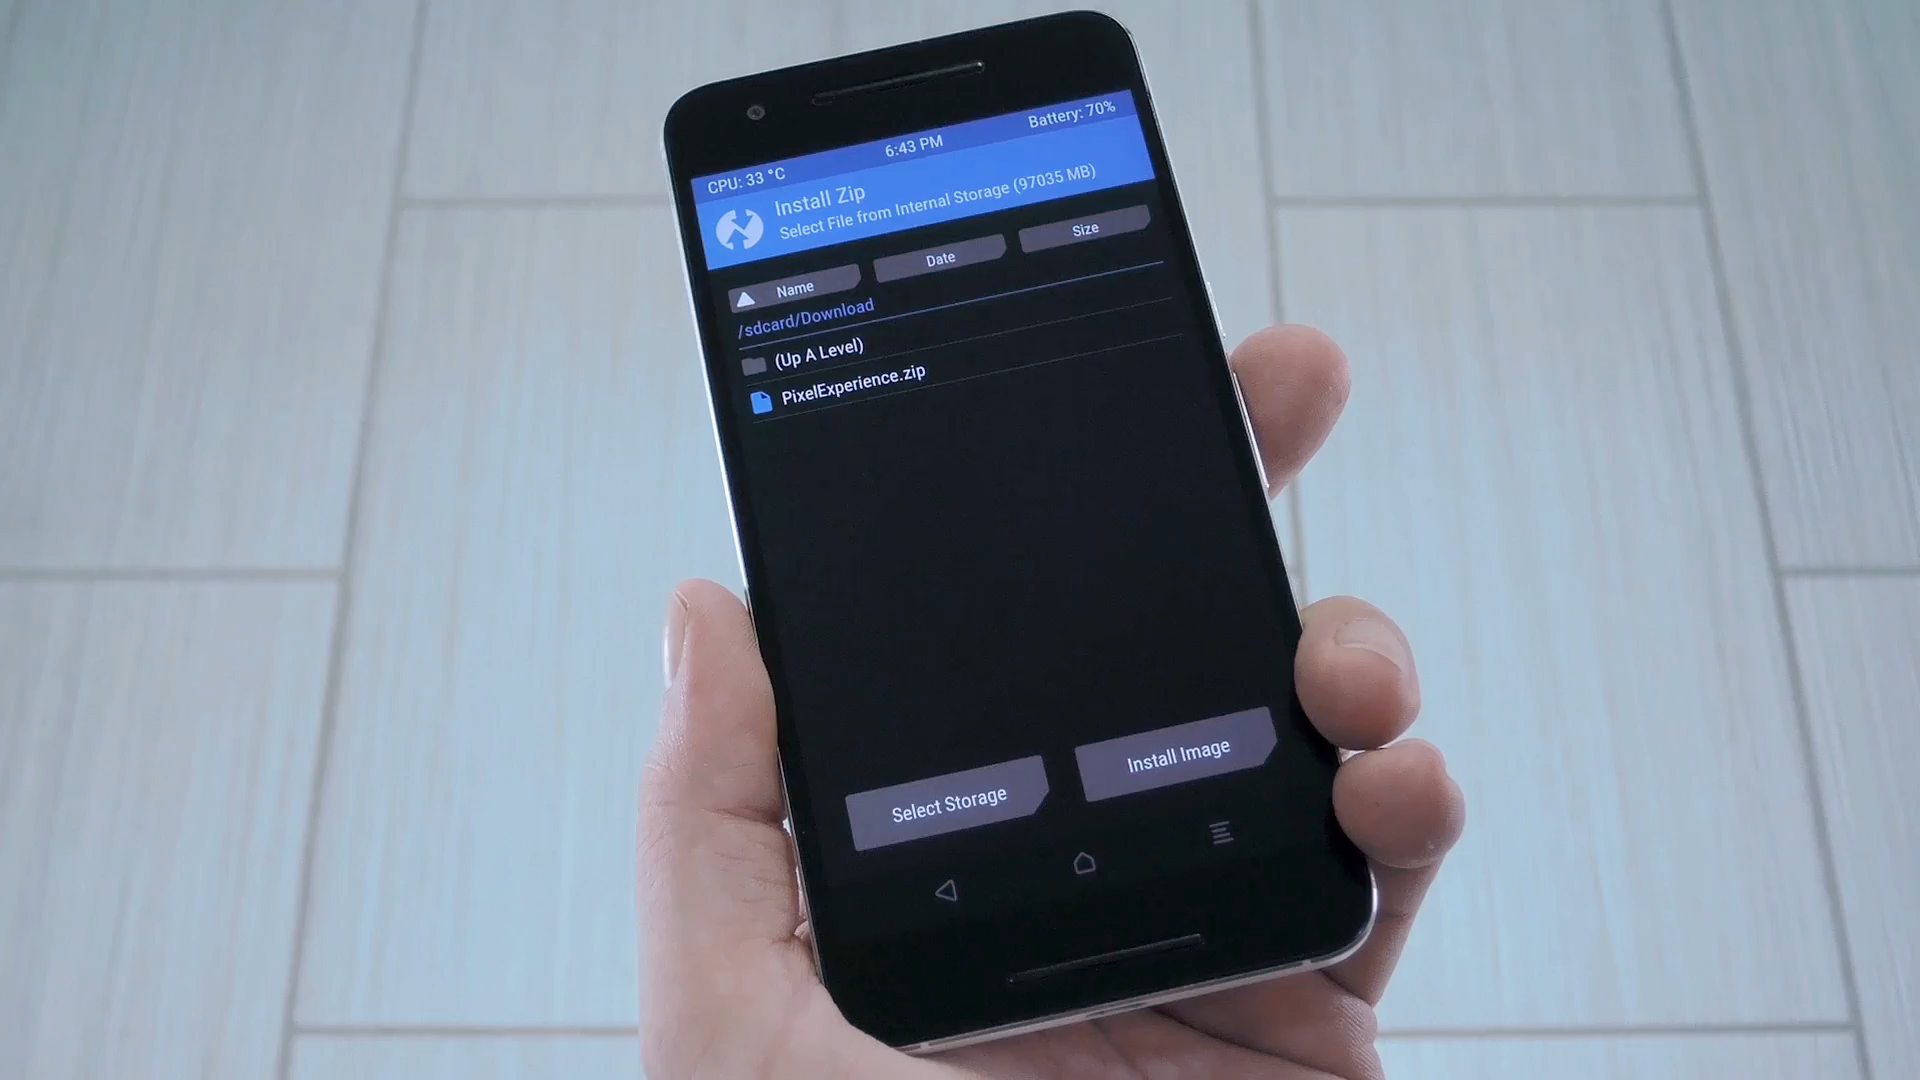 CPU: 33 °C
6:43 PM
Battery: 70%
Install Zip
Select File from Internal Storage (97035 MB)
Name
Date
Size
/sdcard/Download
(Up A Level)
PixelExperience.zip
Select Storage
Install Image